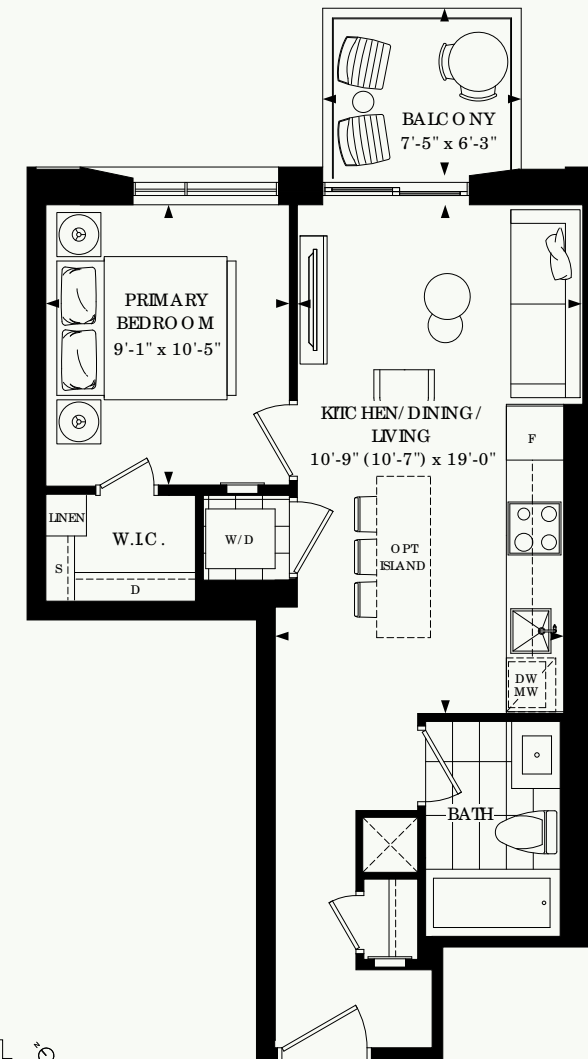 BALCONY
7'-5" x 6'-3"
PRIMARY
BEDROOM
9'-1" x 10'-5"
KITCHEN/DINING/
LIVING
10'-9" (10'-7") x 19'-0"
F
LINEN
W.I.C.
W/D
S
D
OPT
ISLAND
DW
MW
BATH
N